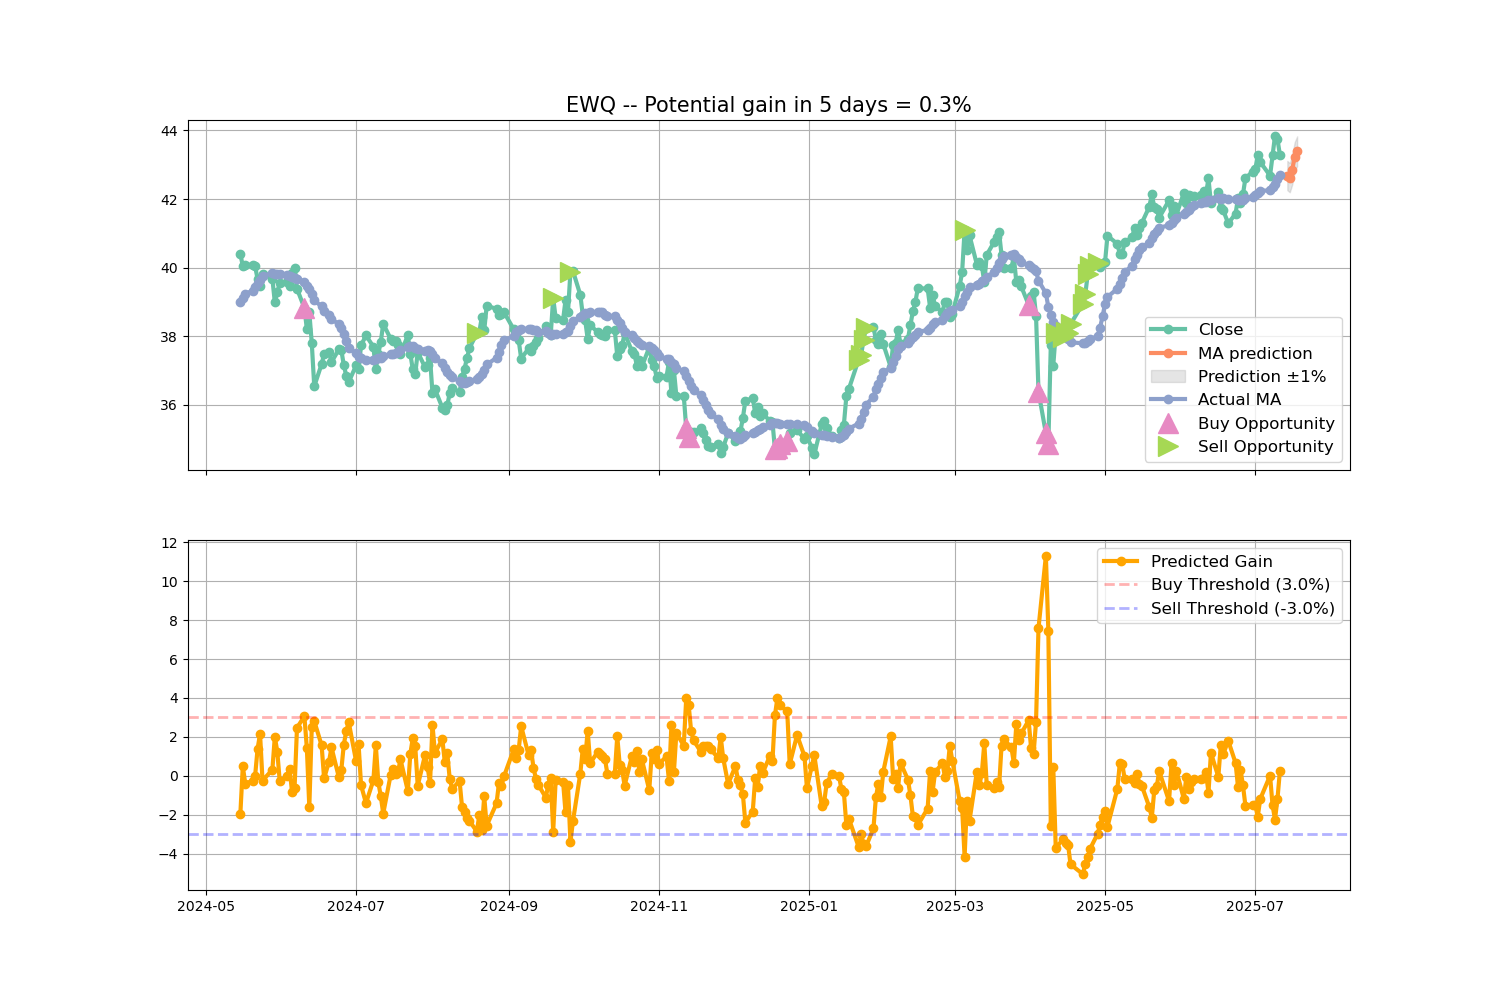 EWQ -- Potential gain in 5 days = 0.3%
44
42
40
38
36
Close
MA prediction
Prediction ±1%
Actual MA
Buy Opportunity
Sell Opportunity
12
10
8
6
4
2
0
−2
−4
Predicted Gain
Buy Threshold (3.0%)
Sell Threshold (-3.0%)
2024-05 2024-07 2024-09 2024-11 2025-01 2025-03 2025-05 2025-07